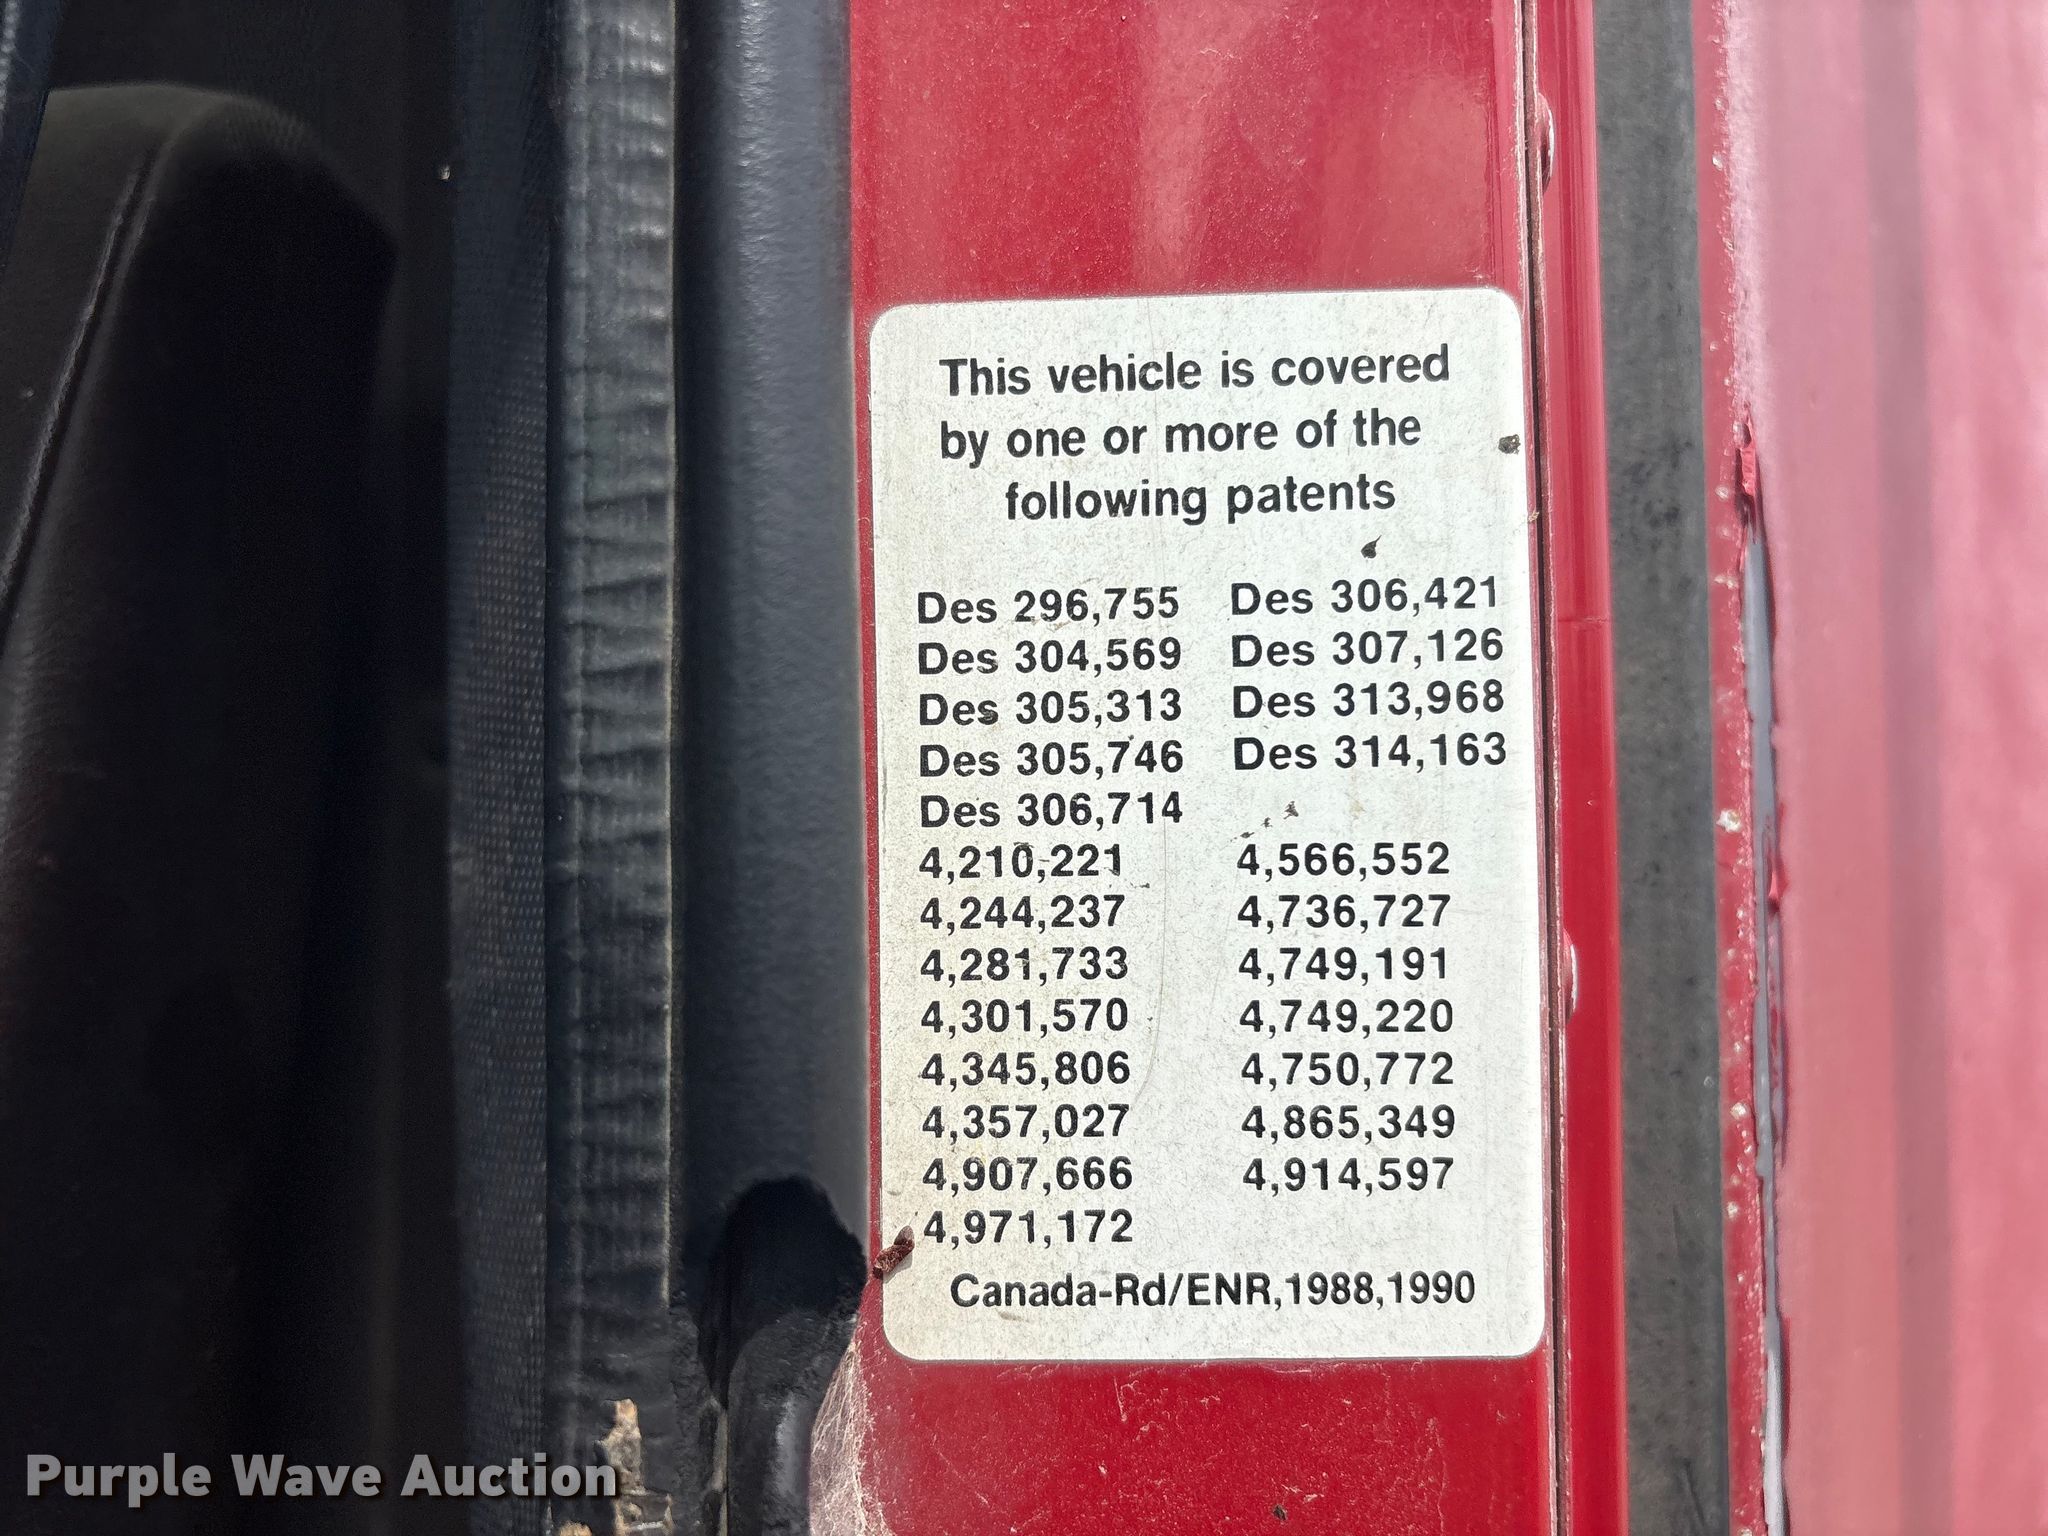 This vehicle is covered
by one or more of the
following patents
Des 296,755 Des 306,421
Des 304,569 Des 307,126
Des 305,313 Des 313,968
Des 305,746 Des 314,163
Des 306,714
4,210,221 4,566,552
4,244,237 4,736,727
4,281,733 4,749,191
4,301,570 4,749,220
4,345,806 4,750,772
4,357,027 4,865,349
4,907,666 4,914,597
4,971,172
Canada-Rd/ENR,1988,1990
Purple Wave Auction